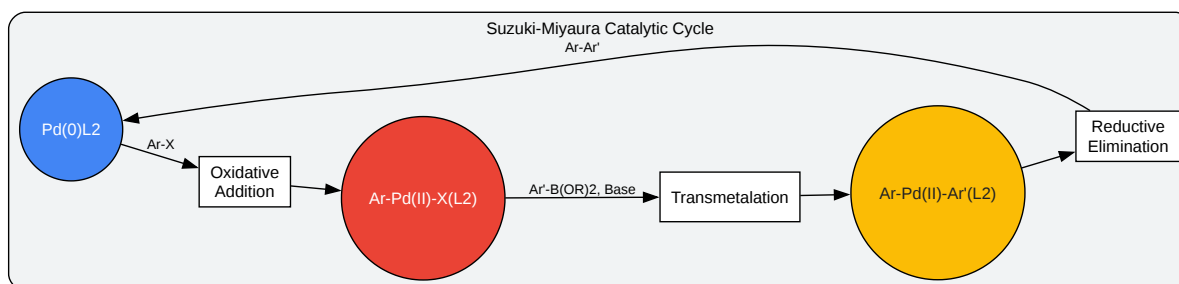 Suzuki-Miyaura Catalytic Cycle
Ar-Ar'
Pd(0)L2
Ar-X
Oxidative
Addition
Ar-Pd(II)-X(L2)
Ar'-B(OR)2, Base
Transmetalation
Ar-Pd(II)-Ar'(L2)
Reductive
Elimination